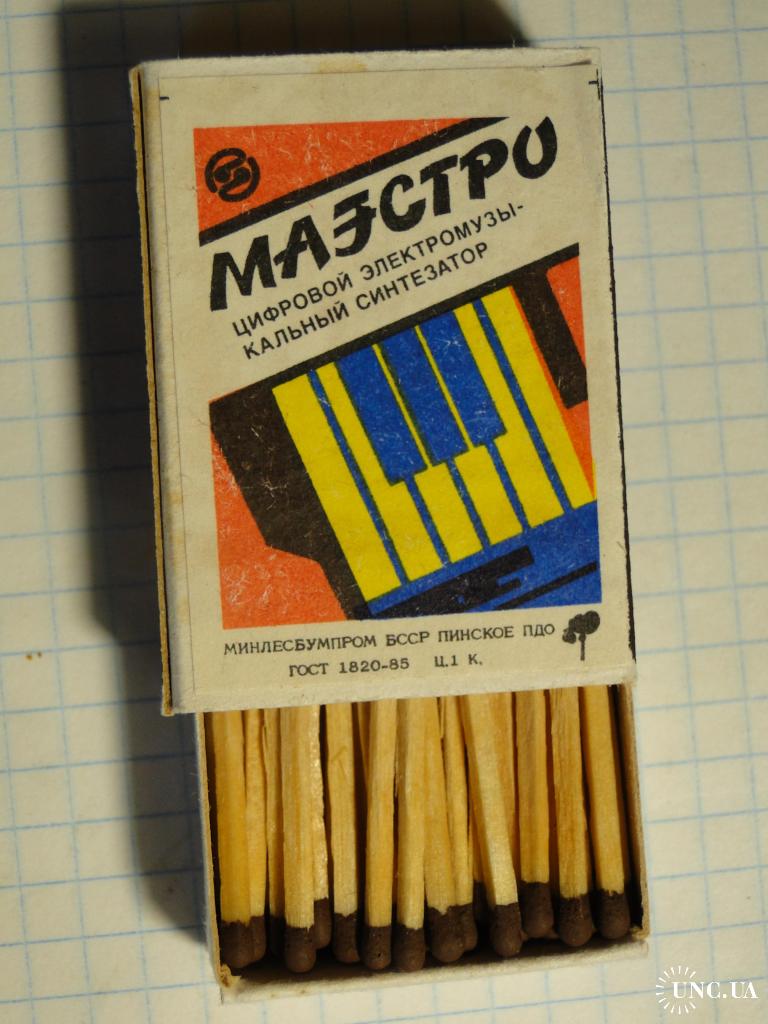 МАЭСТРО
ЦИФРОВОЙ ЭЛЕКТРОМУЗЫ-
КАЛЬНЫЙ СИНТЕЗАТОР
МИНЛЕСБУМПРОМ БССР ПИНСКОЕ ПДО
ГОСТ 1820-85 Ц.1 К.
UNC.UA